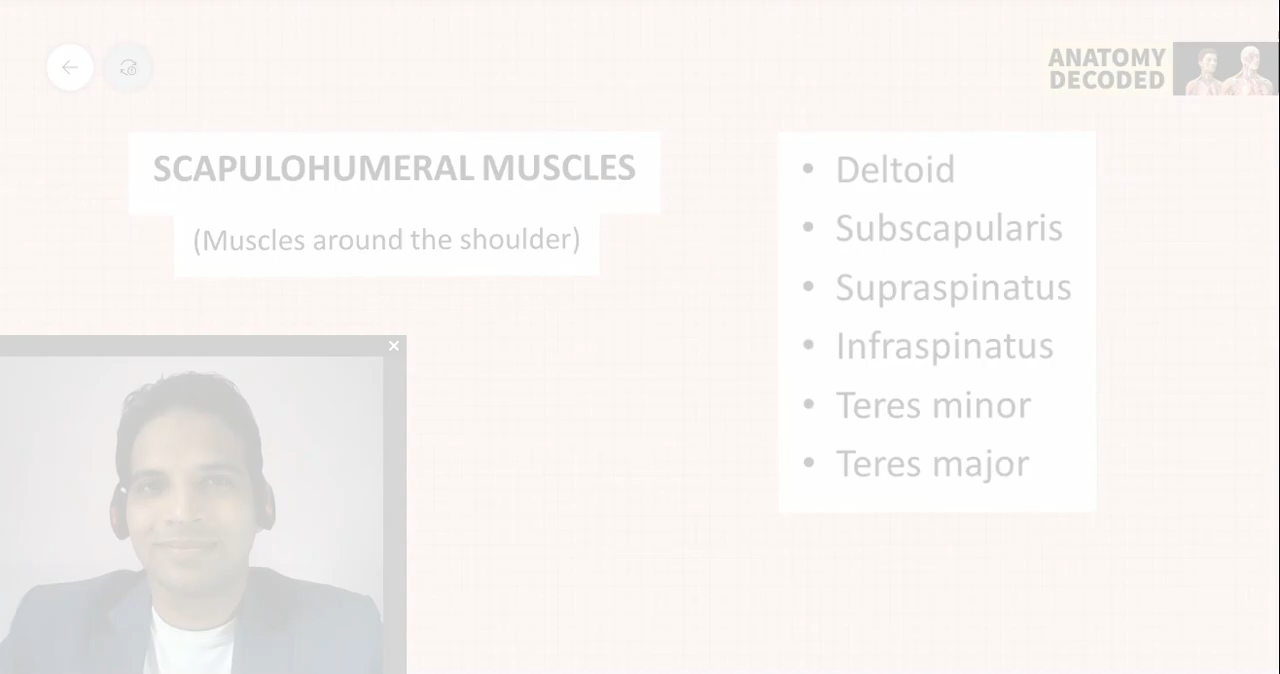 ANATOMY
DECODED
SCAPULOHUMERAL MUSCLES
(Muscles around the shoulder)
• Deltoid
• Subscapularis
• Supraspinatus
• Infraspinatus
• Teres minor
• Teres major